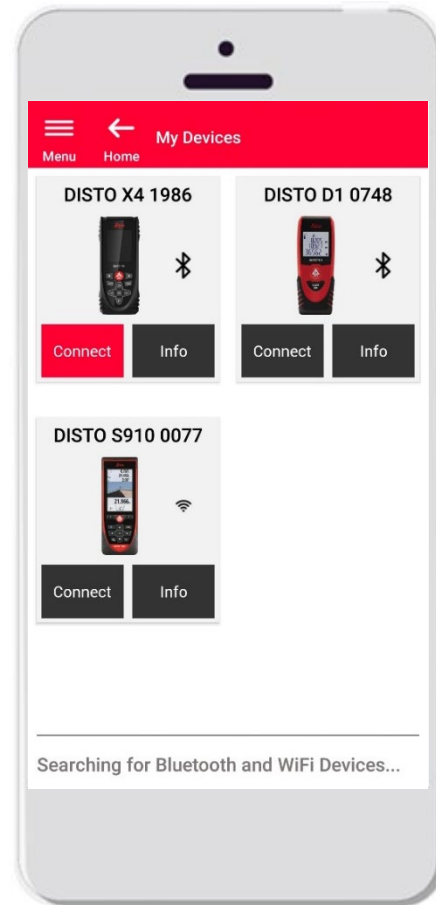 My Devices
Menu Home
DISTO X4 1986
DISTO D1 0748
Connect Info
Connect Info
DISTO S910 0077
Connect Info
Searching for Bluetooth and WiFi Devices...